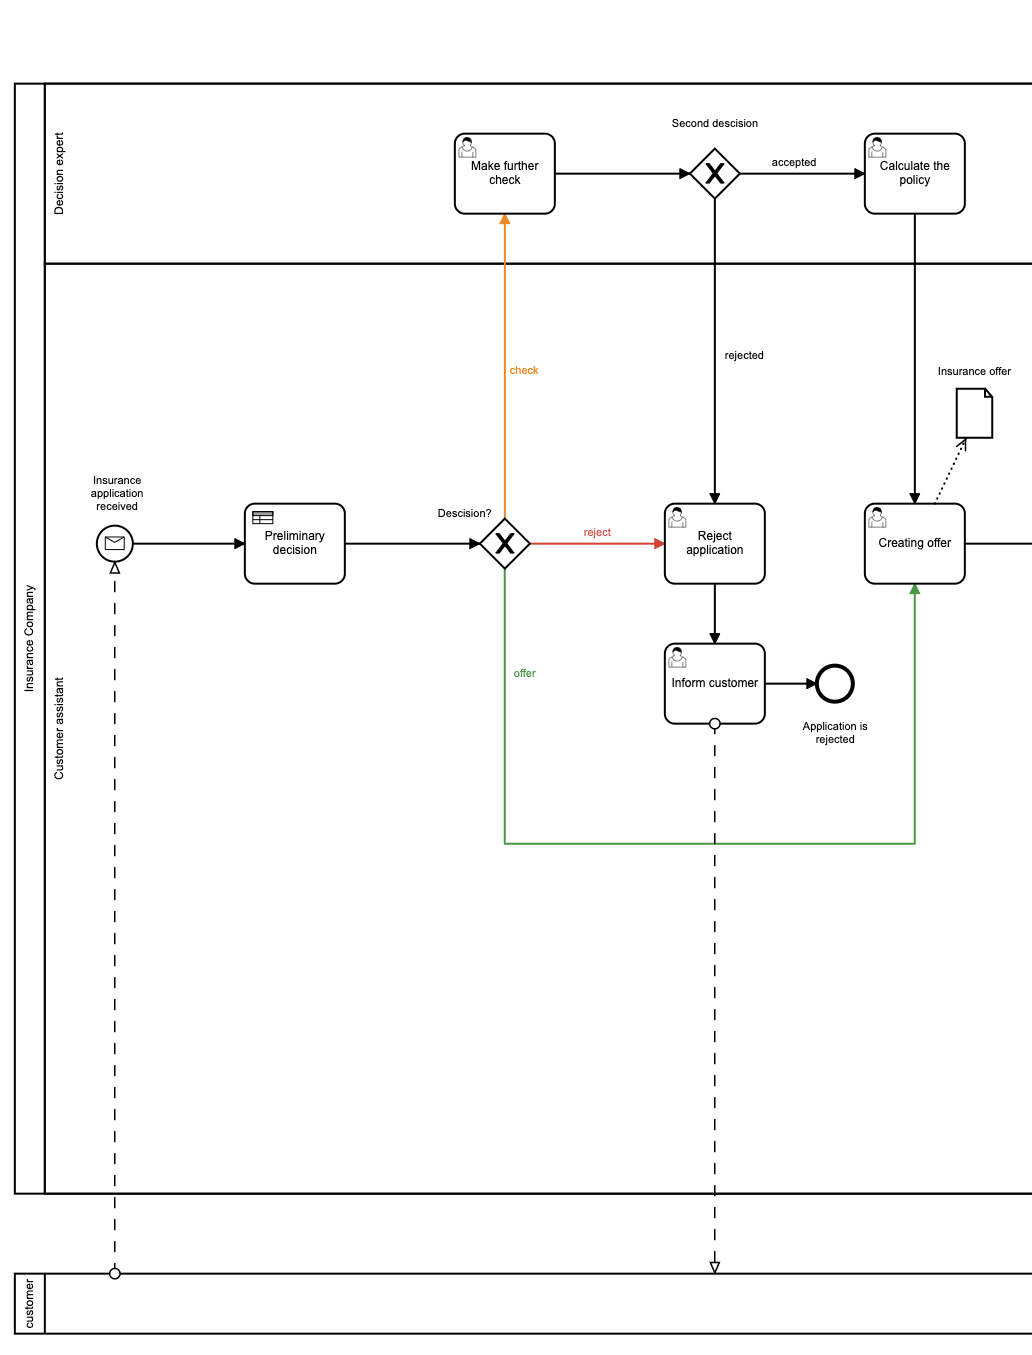 Second descision
Decision expert
Make further
check
accepted
Calculate the
policy
check
rejected
Insurance offer
Insurance
application
received
Descision?
Preliminary
decision
reject
Reject
application
Creating offer
Insurance Company
Customer assistant
offer
Inform customer
Application is
rejected
customer